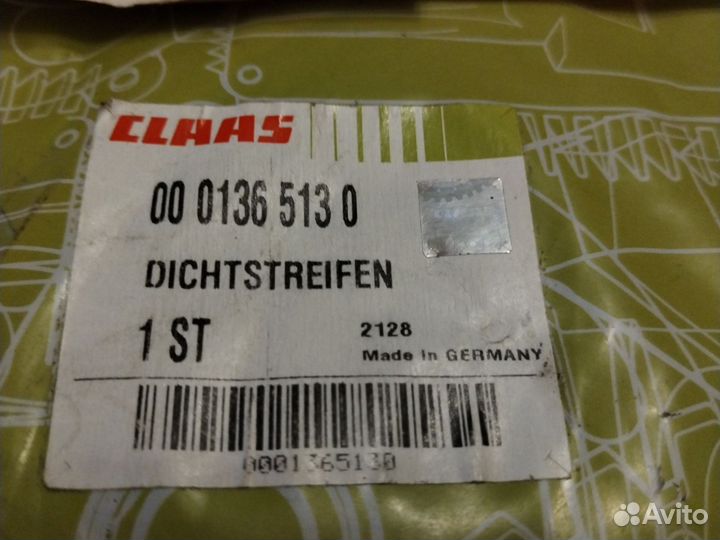 CLAAS
00 0136 513 0
DICHTSTREIFEN
1 ST
2128
Made in GERMANY
0001365130
Avito